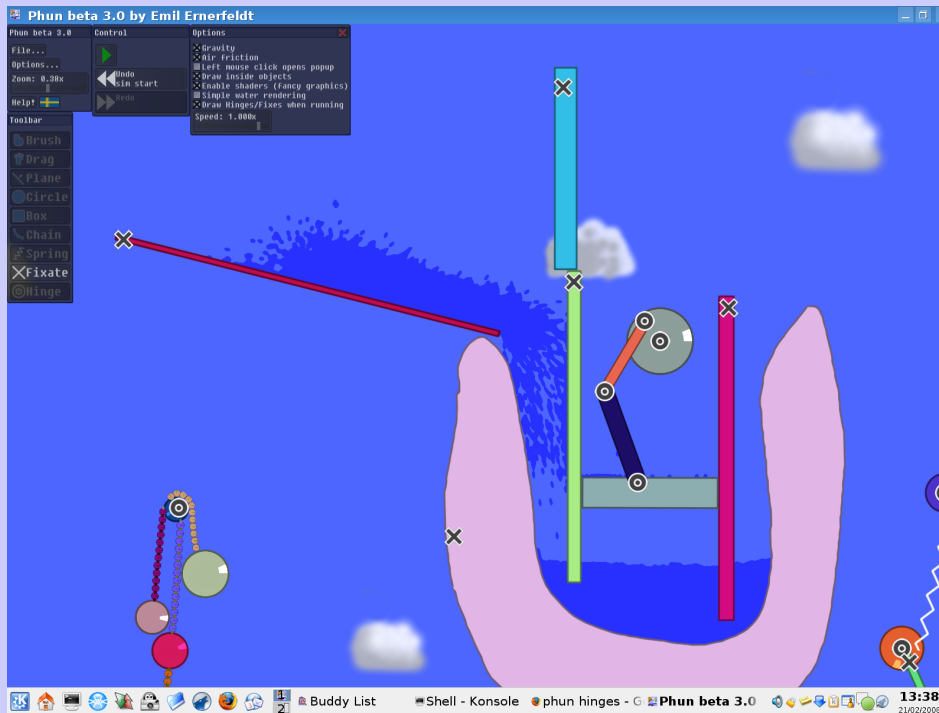 Phun beta 3.0 by Emil Ernerfeldt
Phun beta 3.0
File...
Options...
Zoom: 0.38x
Help!
Control
Undo
sim start
Redo
Options
Gravity
Air friction
Left mouse click opens popup
Draw inside objects
Enable shaders (Fancy graphics)
Simple water rendering
Draw Hinges/Fixes when running
Speed: 1.000x
Toolbar
Brush
Drag
Plane
Circle
Box
Chain
Spring
Fixate
Hinge
1
2
Buddy List
Shell - Konsole
phun hinges - G
Phun beta 3.0
13:38